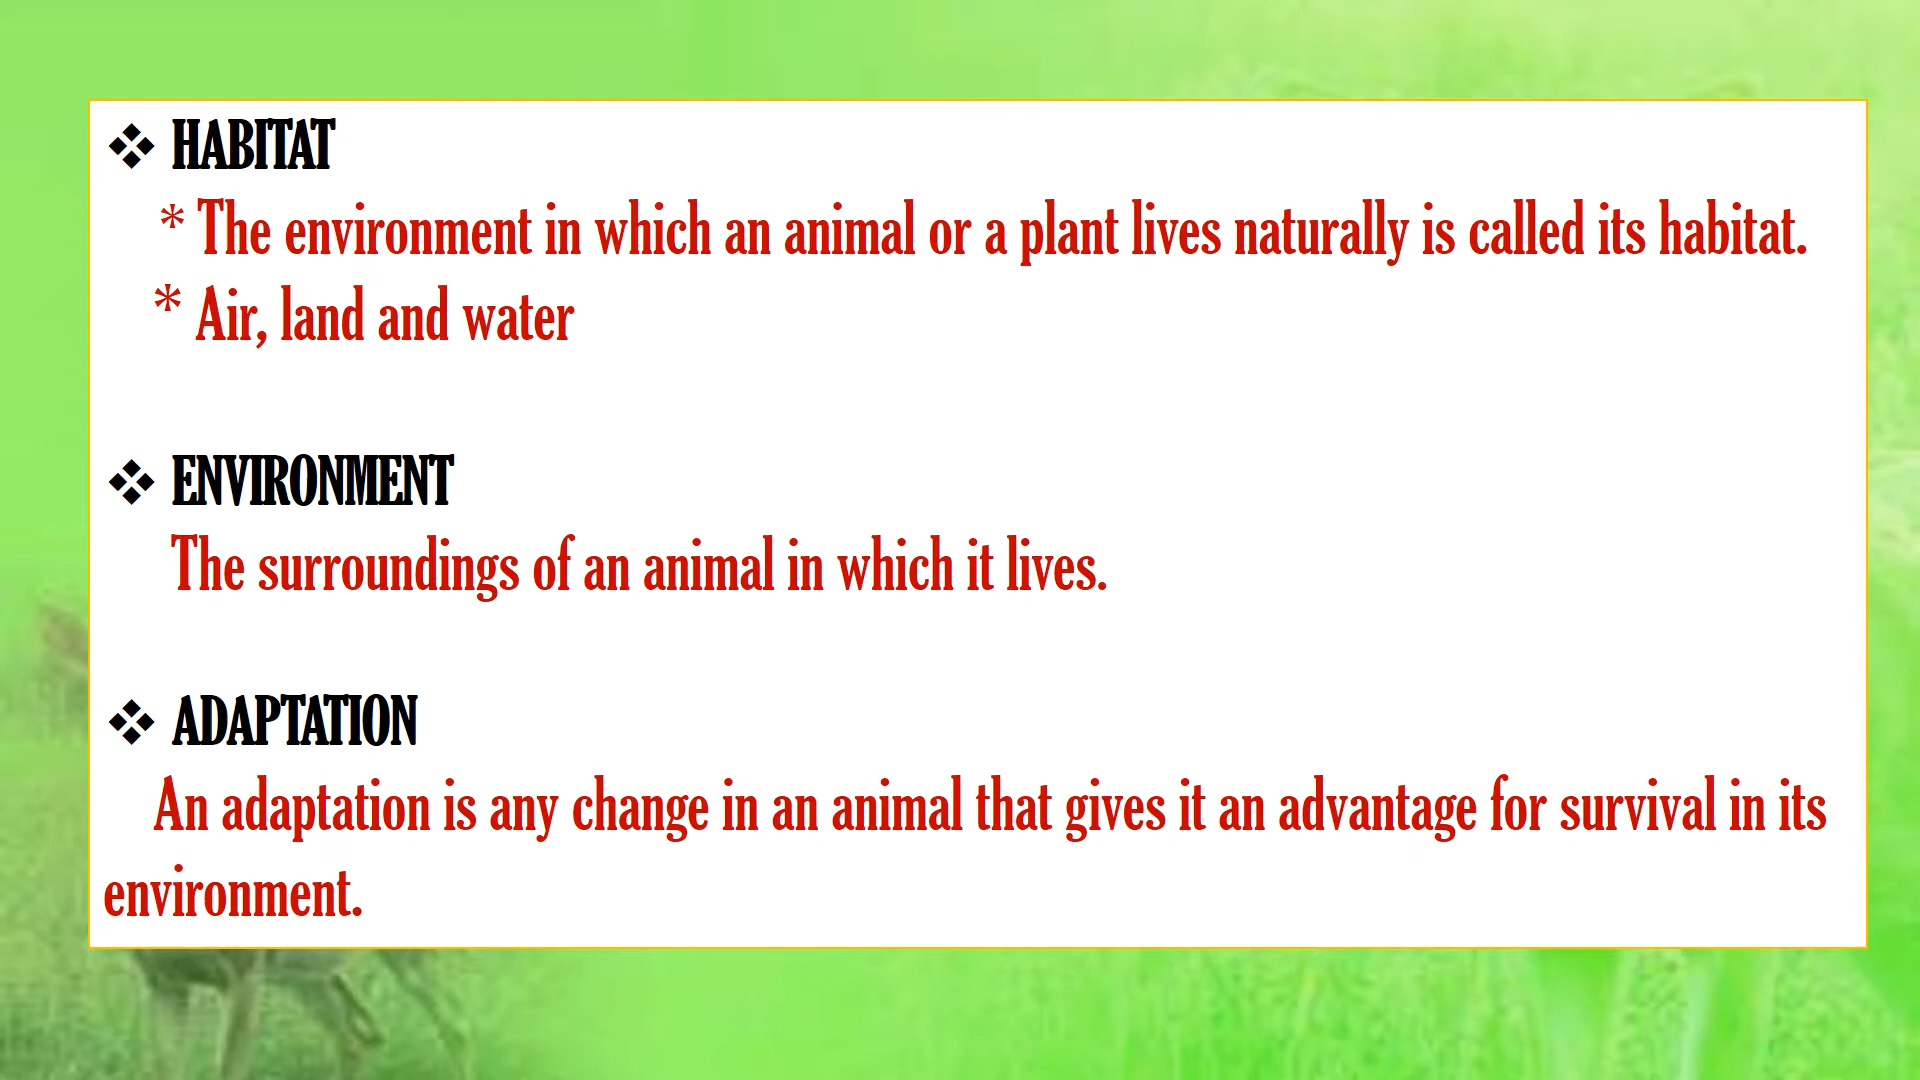 ❖ HABITAT
* The environment in which an animal or a plant lives naturally is called its habitat.
* Air, land and water
❖ ENVIRONMENT
The surroundings of an animal in which it lives.
❖ ADAPTATION
An adaptation is any change in an animal that gives it an advantage for survival in its
environment.